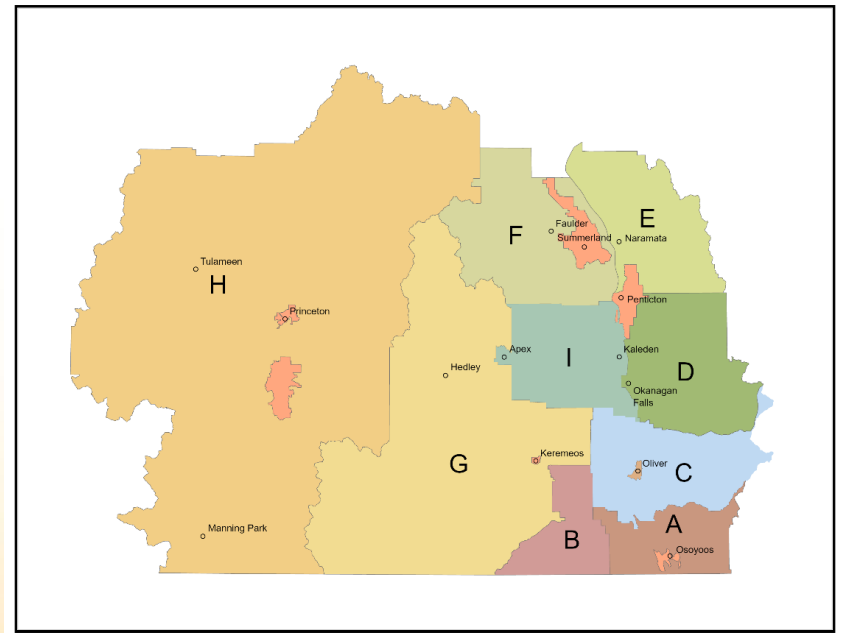 E
Faulder
F
Summerland
Naramata
Tulameen
H
Penticton
Princeton
Apex
Kaleden
I
Hedley
D
Okanagan
Falls
Keremeos
G
Oliver
C
A
Manning Park
B
Osoyoos